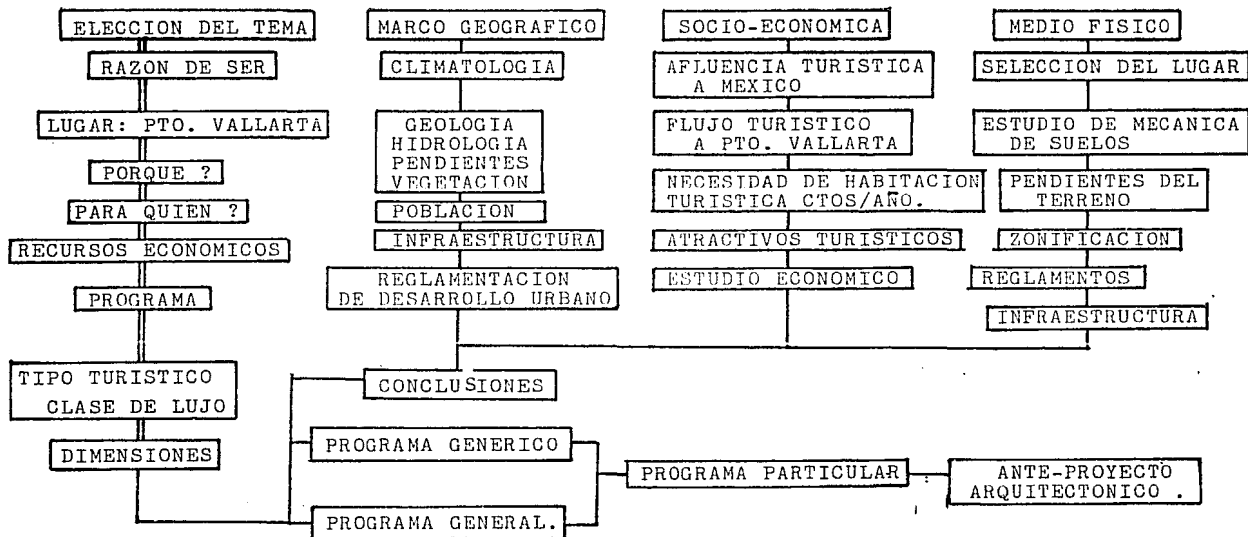 ELECCION DEL TEMA
RAZON DE SER
LUGAR: PTO. VALLARTA
PORQUE ?
PARA QUIEN ?
RECURSOS ECONOMICOS
PROGRAMA
TIPO TURISTICO
CLASE DE LUJO
DIMENSIONES
MARCO GEOGRAFICO
CLIMATOLOGIA
GEOLOGIA
HIDROLOGIA
PENDIENTES
VEGETACION
POBLACION
INFRAESTRUCTURA
REGLAMENTACION
DE DESARROLLO URBANO
SOCIO-ECONOMICA
AFLUENCIA TURISTICA
A MEXICO
FLUJO TURISTICO
A PTO. VALLARTA
NECESIDAD DE HABITACION
TURISTICA CTOS/AÑO.
ATRACTIVOS TURISTICOS
ESTUDIO ECONOMICO
MEDIO FISICO
SELECCION DEL LUGAR
ESTUDIO DE MECANICA
DE SUELOS
PENDIENTES DEL
TERRENO
ZONIFICACION
REGLAMENTOS
INFRAESTRUCTURA
CONCLUSIONES
PROGRAMA GENERICO
PROGRAMA GENERAL.
PROGRAMA PARTICULAR
ANTE-PROYECTO
ARQUITECTONICO .